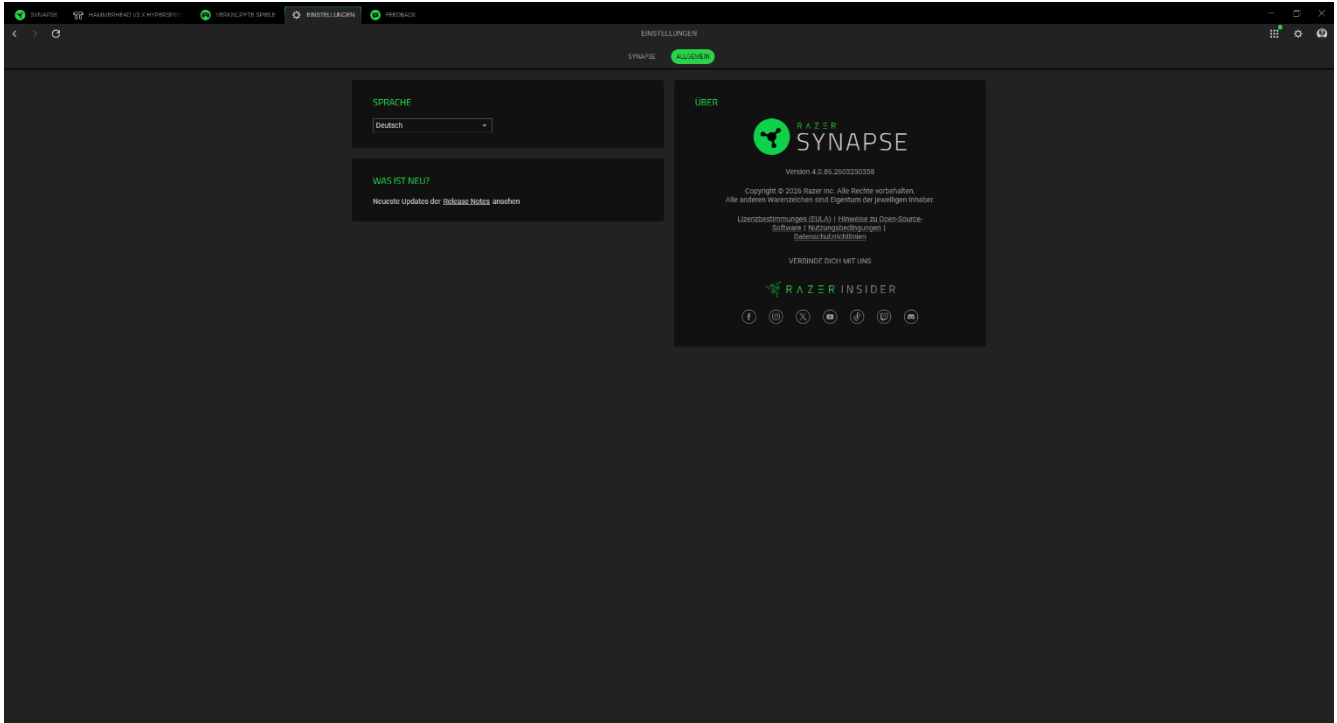 SYNAPSE
HAMMERHEAD V3 X HYPERSPE
VERKNÜPFTE SPIELE
EINSTELLUNGEN
FEEDBACK
EINSTELLUNGEN
SYNAPSE
ALLGEMEIN
SPRACHE
Deutsch
WAS IST NEU?
Neueste Updates der Release Notes ansehen
ÜBER
RAZER
SYNAPSE
Version 4.0.86.2603250358
Copyright © 2026 Razer Inc. Alle Rechte vorbehalten.
Alle anderen Warenzeichen sind Eigentum der jeweiligen Inhaber.
Lizenzbestimmungen (EULA) | Hinweise zu Open-Source-
Software | Nutzungsbedingungen |
Datenschutzrichtlinien
VERBINDE DICH MIT UNS
RAZER INSIDER